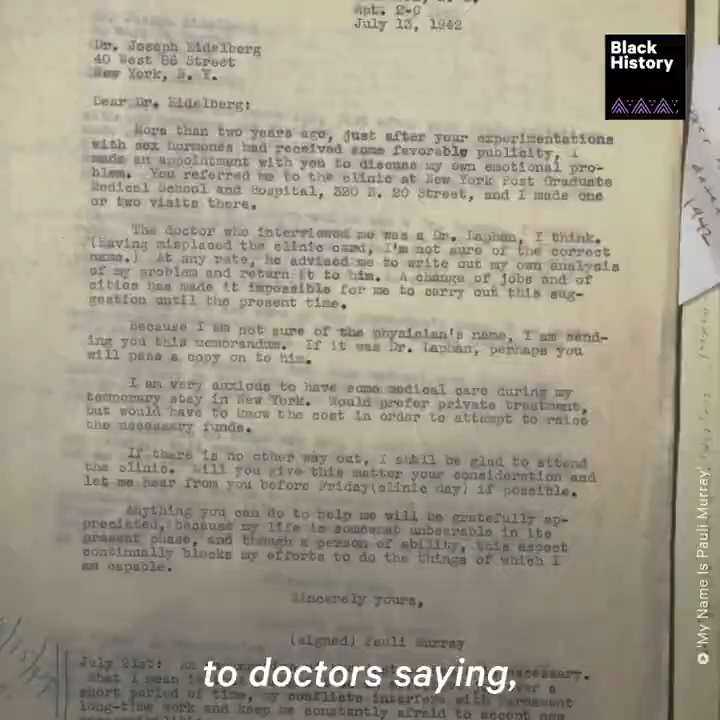 Apt. 2-C
July 13, 1942
Dr. Joseph Eidelberg
40 West 86 Street
New York, N. Y.
Dear Dr. Eidelberg:
More than two years ago, just after your experimentations
with sex hormones had received some favorable publicity, I
made an appointment with you to discuss my own emotional pro-
blem. You referred me to the clinic at New York Post Graduate
Medical School and Hospital, 320 E. 20 Street, and I made one
or two visits there.
The doctor who interviewed me was a Dr. Laphan, I think.
(Having misplaced the clinic card, I'm not sure of the correct
name.) At any rate, he advised me to write out my own analysis
of my problem and return it to him. A change of jobs and of
cities has made it impossible for me to carry out this sug-
gestion until the present time.
Because I am not sure of the physician's name, I am send-
ing you this memorandum. If it was Dr. Laphan, perhaps you
will pass a copy on to him.
I am very anxious to have some medical care during my
temporary stay in New York. Would prefer private treatment,
but would have to know the cost in order to attempt to raise
the necessary funds.
If there is no other way out, I shall be glad to attend
the clinic. Will you give this matter your consideration and
let me hear from you before Friday(clinic day) if possible.
Anything you can do to help me will be gratefully ap-
preciated, because my life is somewhat unbearable in its
present phase, and though a person of ability, this aspect
continually blocks my efforts to do the things of which I
am capable.
Sincerely yours,
(signed) Pauli Murray
July 21st:
necessary.
What I mean
short period of time, my conflicts interfere with permanent
long-time work and keep me constantly afraid to accept
to doctors saying,
Black
History
1942
'My Name Is Pauli Murray'